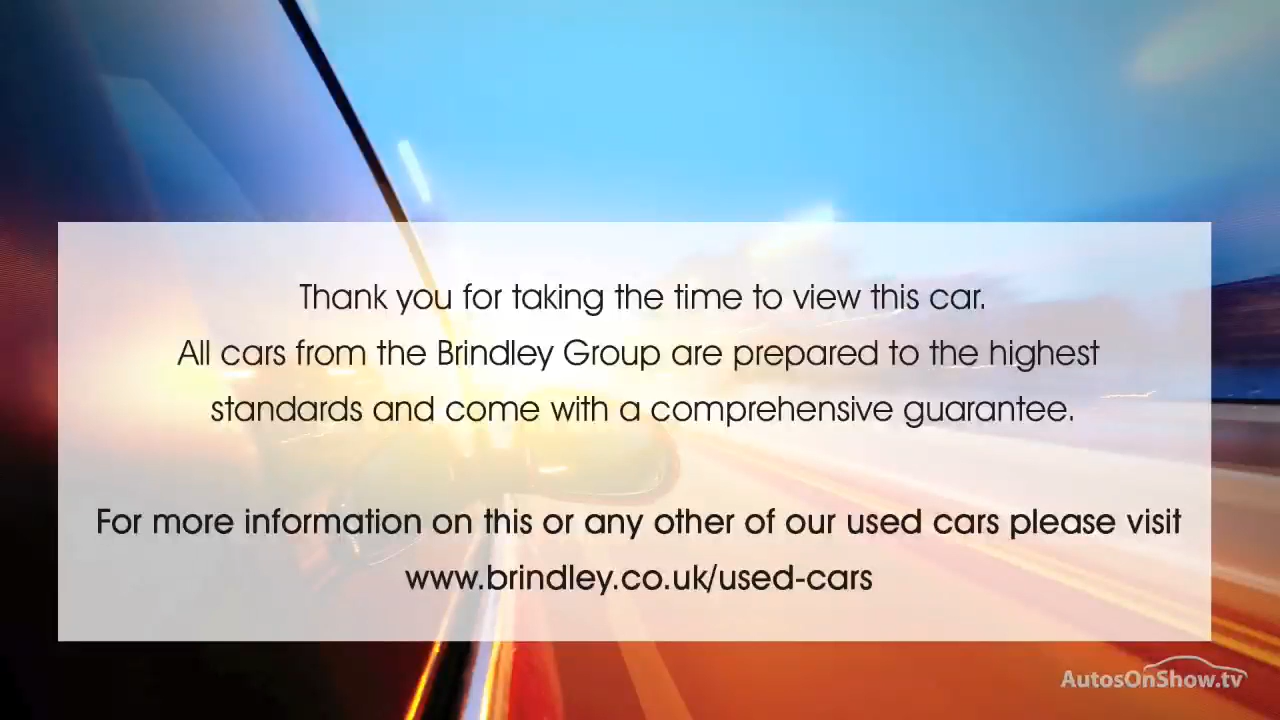 Thank you for taking the time to view this car.
All cars from the Brindley Group are prepared to the highest
standards and come with a comprehensive guarantee.
For more information on this or any other of our used cars please visit
www.brindley.co.uk/used-cars
AutosOnShow.tv